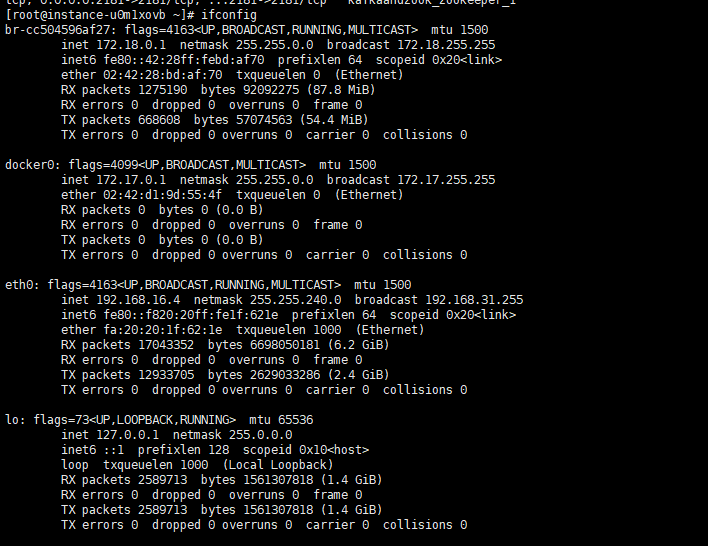 tcp, 0.0.0.0:2181->2181/tcp, :::2181->2181/tcp   kafkaandzook_zookeeper_1
[root@instance-u0m1xovb ~]# ifconfig
br-cc504596af27: flags=4163<UP,BROADCAST,RUNNING,MULTICAST>  mtu 1500
        inet 172.18.0.1  netmask 255.255.0.0  broadcast 172.18.255.255
        inet6 fe80::42:28ff:febd:af70  prefixlen 64  scopeid 0x20<link>
        ether 02:42:28:bd:af:70  txqueuelen 0  (Ethernet)
        RX packets 1275190  bytes 92092275 (87.8 MiB)
        RX errors 0  dropped 0  overruns 0  frame 0
        TX packets 668608  bytes 57074563 (54.4 MiB)
        TX errors 0  dropped 0 overruns 0  carrier 0  collisions 0
docker0: flags=4099<UP,BROADCAST,MULTICAST>  mtu 1500
        inet 172.17.0.1  netmask 255.255.0.0  broadcast 172.17.255.255
        ether 02:42:d1:9d:55:4f  txqueuelen 0  (Ethernet)
        RX packets 0  bytes 0 (0.0 B)
        RX errors 0  dropped 0  overruns 0  frame 0
        TX packets 0  bytes 0 (0.0 B)
        TX errors 0  dropped 0 overruns 0  carrier 0  collisions 0
eth0: flags=4163<UP,BROADCAST,RUNNING,MULTICAST>  mtu 1500
        inet 192.168.16.4  netmask 255.255.240.0  broadcast 192.168.31.255
        inet6 fe80::f820:20ff:fe1f:621e  prefixlen 64  scopeid 0x20<link>
        ether fa:20:20:1f:62:1e  txqueuelen 1000  (Ethernet)
        RX packets 17043352  bytes 6698050181 (6.2 GiB)
        RX errors 0  dropped 0  overruns 0  frame 0
        TX packets 12933705  bytes 2629033286 (2.4 GiB)
        TX errors 0  dropped 0 overruns 0  carrier 0  collisions 0
lo: flags=73<UP,LOOPBACK,RUNNING>  mtu 65536
        inet 127.0.0.1  netmask 255.0.0.0
        inet6 ::1  prefixlen 128  scopeid 0x10<host>
        loop  txqueuelen 1000  (Local Loopback)
        RX packets 2589713  bytes 1561307818 (1.4 GiB)
        RX errors 0  dropped 0  overruns 0  frame 0
        TX packets 2589713  bytes 1561307818 (1.4 GiB)
        TX errors 0  dropped 0 overruns 0  carrier 0  collisions 0